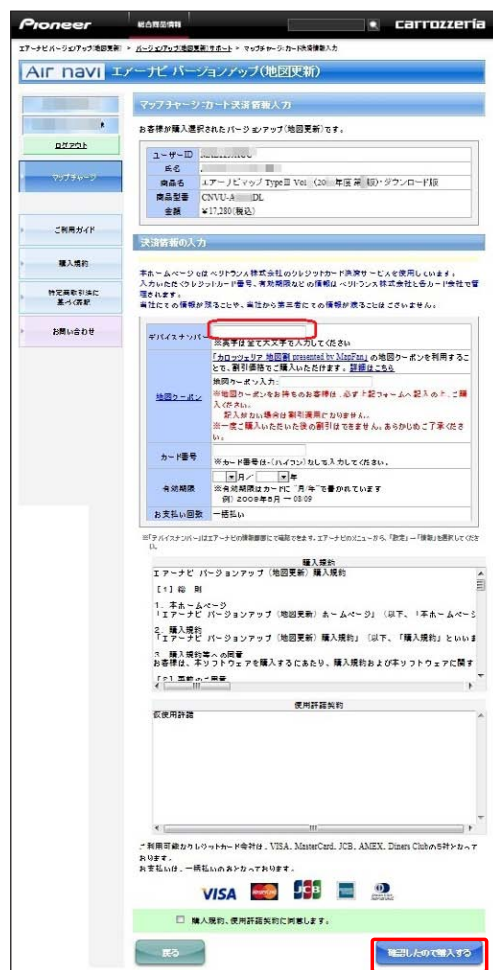 Pioneer
総合商品情報
carrozzeria
エアーナビバージョンアップ(地図更新) > バージョンアップ(地図更新)サポート > マップチャージ:カード決済情報入力
AIR navi エアーナビ バージョンアップ(地図更新)
ログアウト
マップチャージ
ご利用ガイド
購入規約
特定商取引法に
基づく表記
お問い合わせ
マップチャージ:カード決済情報入力
お客様が購入選択されたバージョンアップ(地図更新)です。
ユーザーID
氏名
商品名 エアーナビマップ TypeⅢ Vol (20 年度 第 版)・ダウンロード版
商品型番 CNVU-A DL
金額 ¥17,280(税込)
決済情報の入力
本ホームページではベリトランス株式会社のクレジットカード決済サービスを使用しています。
入力いただくクレジットカード番号、有効期限などの情報はベリトランス株式会社と各カード会社で管
理されます。
当社にての情報が残ることや、当社から第三者にての情報が渡ることはございません。
デバイスナンバー
※英字は全て大文字で入力してください
「カロッツェリア 地図割 presented by MapFan」の地図クーポンを利用するこ
とで、割引価格でご購入いただけます。詳細はこちら
地図クーポン
地図クーポン入力:
※地図クーポンをお持ちのお客様は、必ず上記フォームへ記入の上、ご購
入ください。
記入がない場合は割引適用になりません。
※一度ご購入いただいた後の割引はできません。あらかじめご了承くださ
い。
カード番号
※カード番号は-(ハイフン)なしで入力してください。
有効期限
月/ 年
※有効期限はカードに "月/年"で書かれています
例) 2009年8月 → 08/09
お支払い回数 一括払い
※「デバイスナンバー」はエアーナビの情報画面にて確認できます。エアーナビのメニューから、「設定」-「情報」を選択してくださ
い。
購入規約
エアーナビ バージョンアップ(地図更新)購入規約
[1]総 則
1. 本ホームページ
「エアーナビ バージョンアップ(地図更新)ホームページ」(以下、「本ホームページ
2. 購入規約
「エアーナビ バージョンアップ(地図更新)購入規約」(以下、「購入規約」といいま
3. 購入規約等への同意
お客様は、本ソフトウェアを購入するにあたり、購入規約および本ソフトウェアに関す
使用許諾契約
仮使用許諾
ご利用可能なクレジットカード会社は、VISA、MasterCard、JCB、AMEX、Diners Clubの5社となって
おります。
お支払いは、一括払いのみとなっております。
VISA
JCB
購入規約、使用許諾契約に同意します。
戻る
確認したので購入する